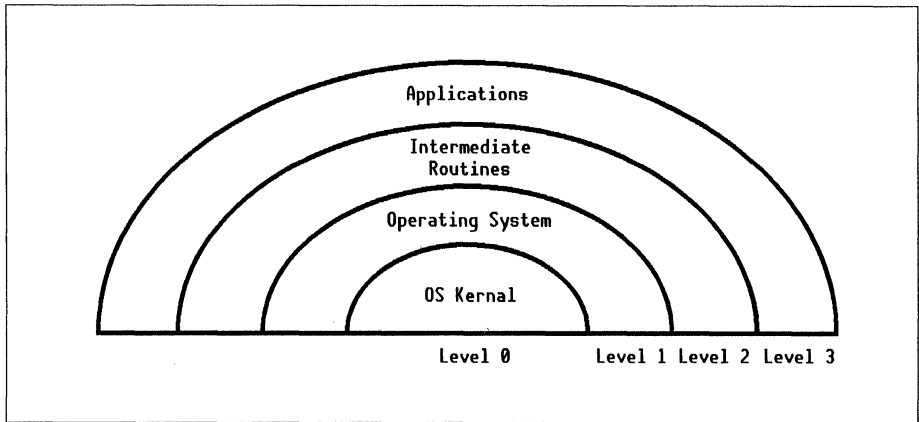 Applications
Intermediate
Routines
Operating System
OS Kernal
Level 0 Level 1 Level 2 Level 3